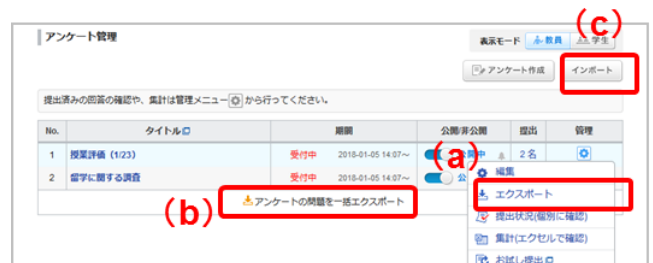 (c)
アンケート管理
表示モード 教員 学生
アンケート作成 インポート
提出済みの回答の確認や、集計は管理メニュー から行ってください。
No. タイトル 期間 公開/非公開 提出 管理
(a)
1 授業評価 (1/23) 受付中 2018-01-05 14:07～ 公開中 2名
2 留学に関する調査 受付中 2018-01-05 14:07～ 公
編集
エクスポート
(b) アンケートの問題を一括エクスポート
提出状況(個別に確認)
集計(エクセルで確認)
お試し提出